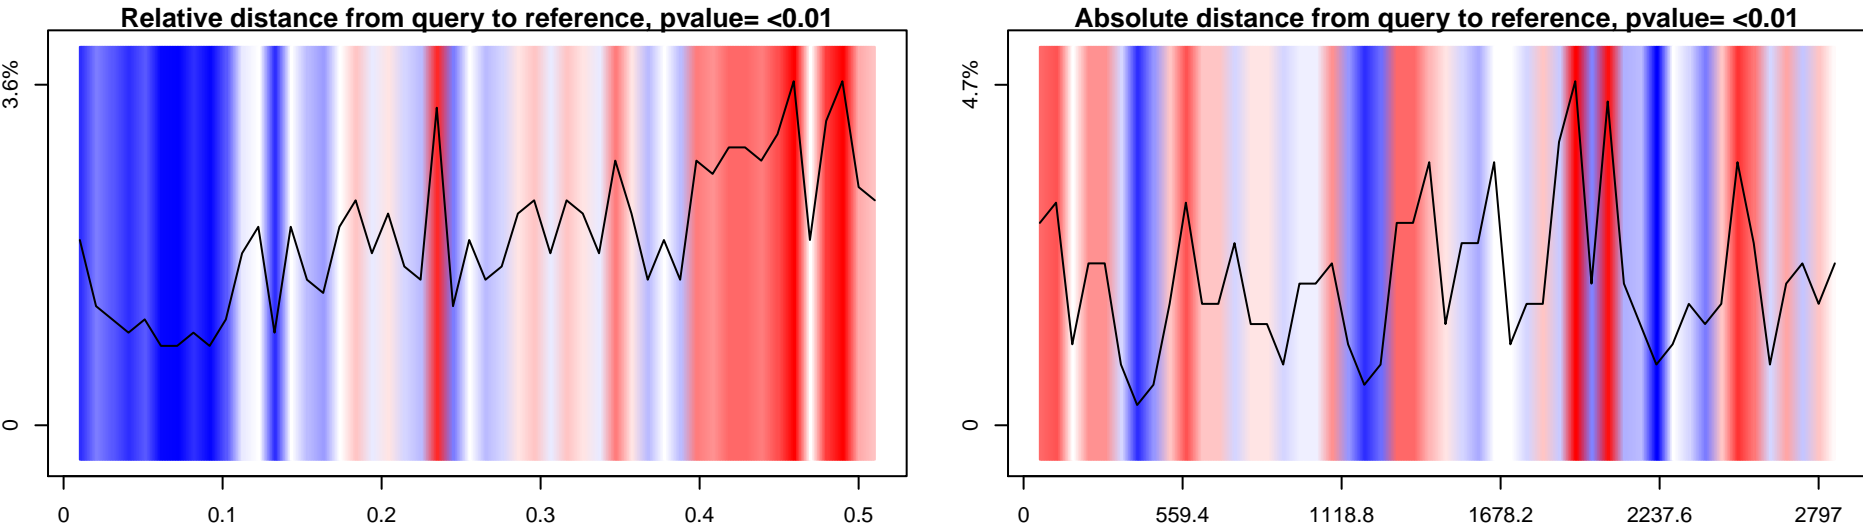 Relative distance from query to reference, pvalue= <0.01
3.6%
0
0 0.1 0.2 0.3 0.4 0.5
Absolute distance from query to reference, pvalue= <0.01
4.7%
0
0 559.4 1118.8 1678.2 2237.6 2797